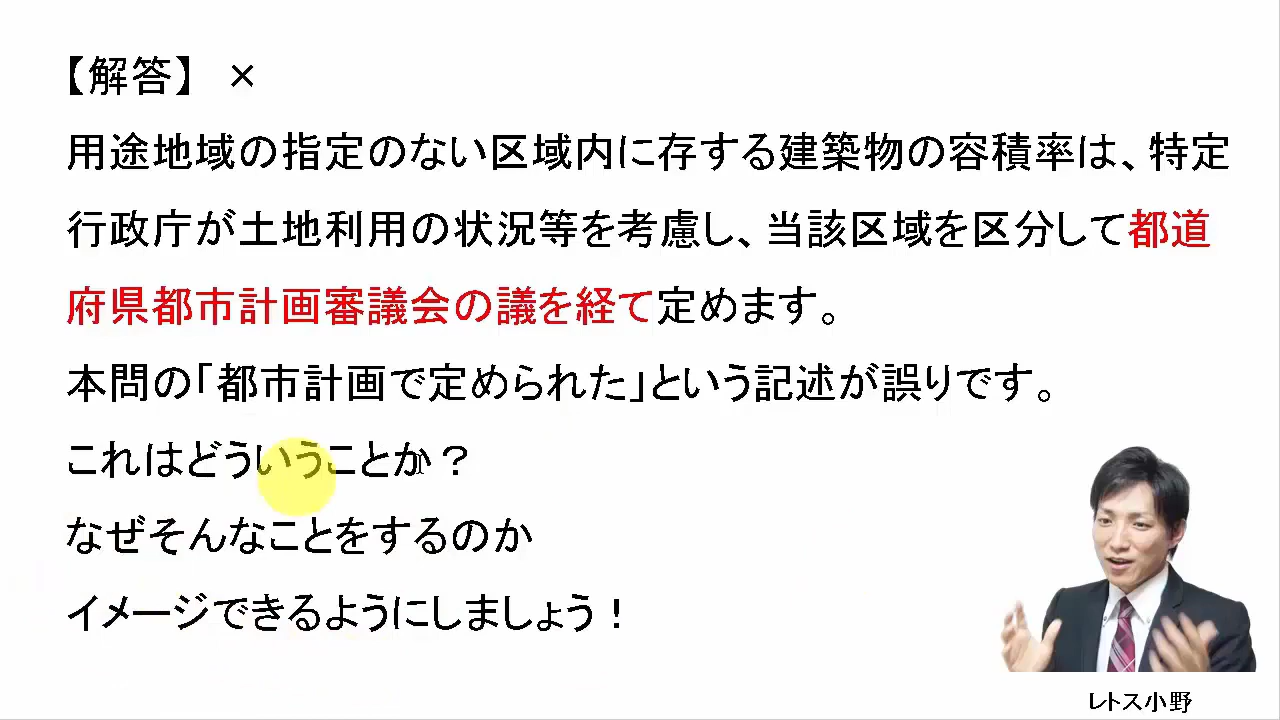 【解答】 ×
用途地域の指定のない区域内に存する建築物の容積率は、特定
行政庁が土地利用の状況等を考慮し、当該区域を区分して都道
府県都市計画審議会の議を経て定めます。
本問の「都市計画で定められた」という記述が誤りです。
これはどういうことか？
なぜそんなことをするのか
イメージできるようにしましょう！
レトス小野